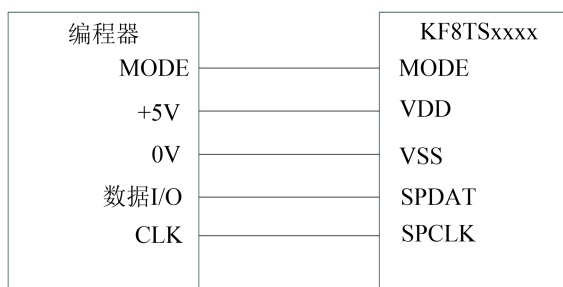 编程器
MODE
+5V
0V
数据I/O
CLK
KF8TSxxxx
MODE
VDD
VSS
SPDAT
SPCLK